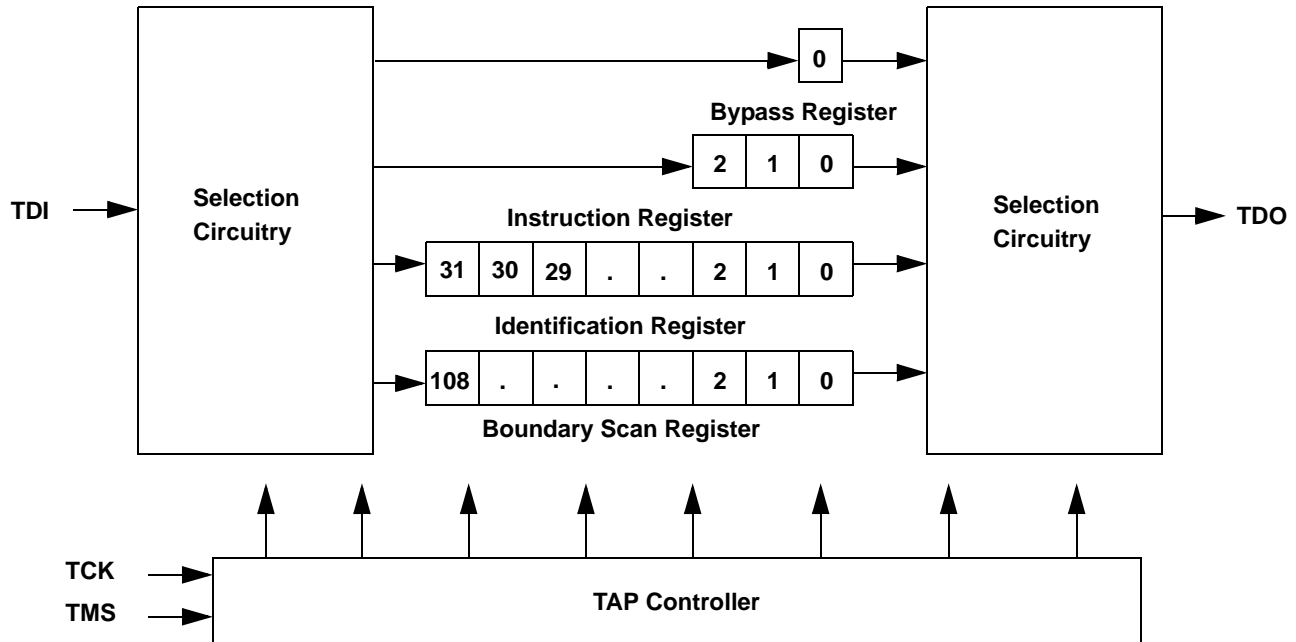 0
Bypass Register
2 1 0
TDI
Selection
Circuitry
Selection
Circuitry
TDO
Instruction Register
31 30 29 . . 2 1 0
Identification Register
108 . . . . 2 1 0
Boundary Scan Register
TCK
TMS
TAP Controller